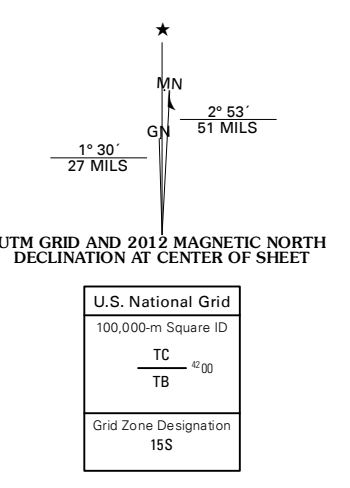 ★
MN
GN
2° 53´
51 MILS
1° 30´
27 MILS
UTM GRID AND 2012 MAGNETIC NORTH
DECLINATION AT CENTER OF SHEET
U.S. National Grid
100,000-m Square ID
TC
4200
TB
Grid Zone Designation
15S